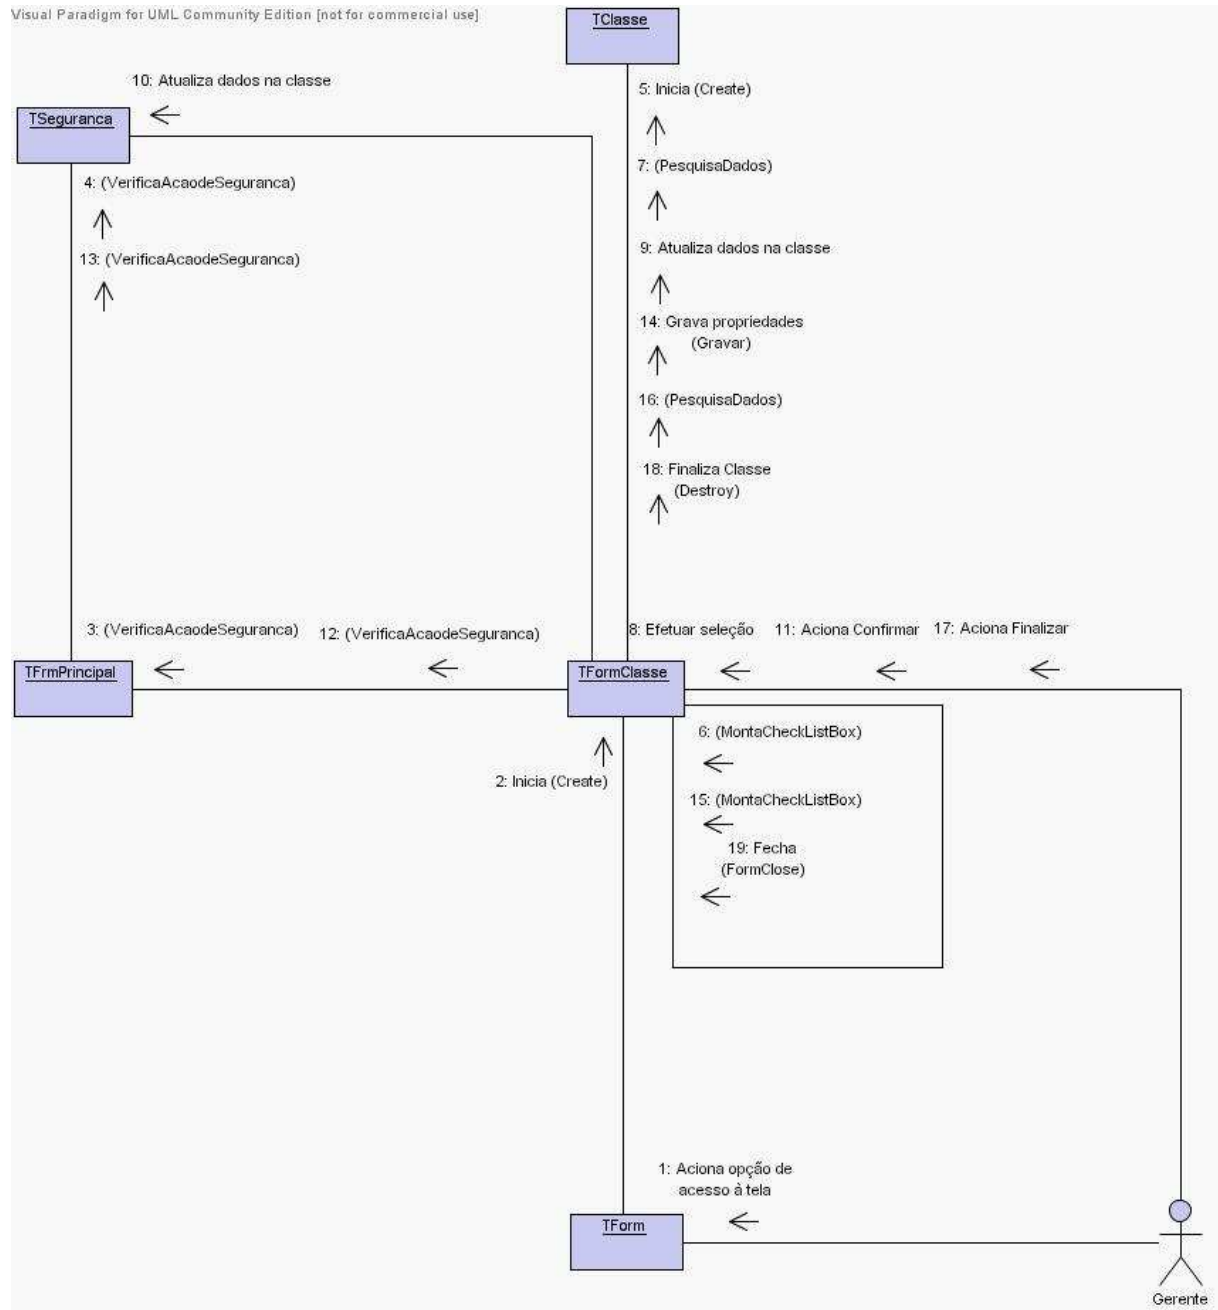 Visual Paradigm for UML Community Edition [not for commercial use]
TClasse
10: Atualiza dados na classe
5: Inicia (Create)
TSeguranca
7: (PesquisaDados)
4: (VerificaAcaodeSeguranca)
9: Atualiza dados na classe
13: (VerificaAcaodeSeguranca)
14: Grava propriedades
(Gravar)
16: (PesquisaDados)
18: Finaliza Classe
(Destroy)
3: (VerificaAcaodeSeguranca)
12: (VerificaAcaodeSeguranca)
8: Efetuar seleção
11: Aciona Confirmar
17: Aciona Finalizar
TFrmPrincipal
TFormClasse
6: (MontaCheckListBox)
2: Inicia (Create)
15: (MontaCheckListBox)
19: Fecha
(FormClose)
1: Aciona opção de
acesso à tela
TForm
Gerente